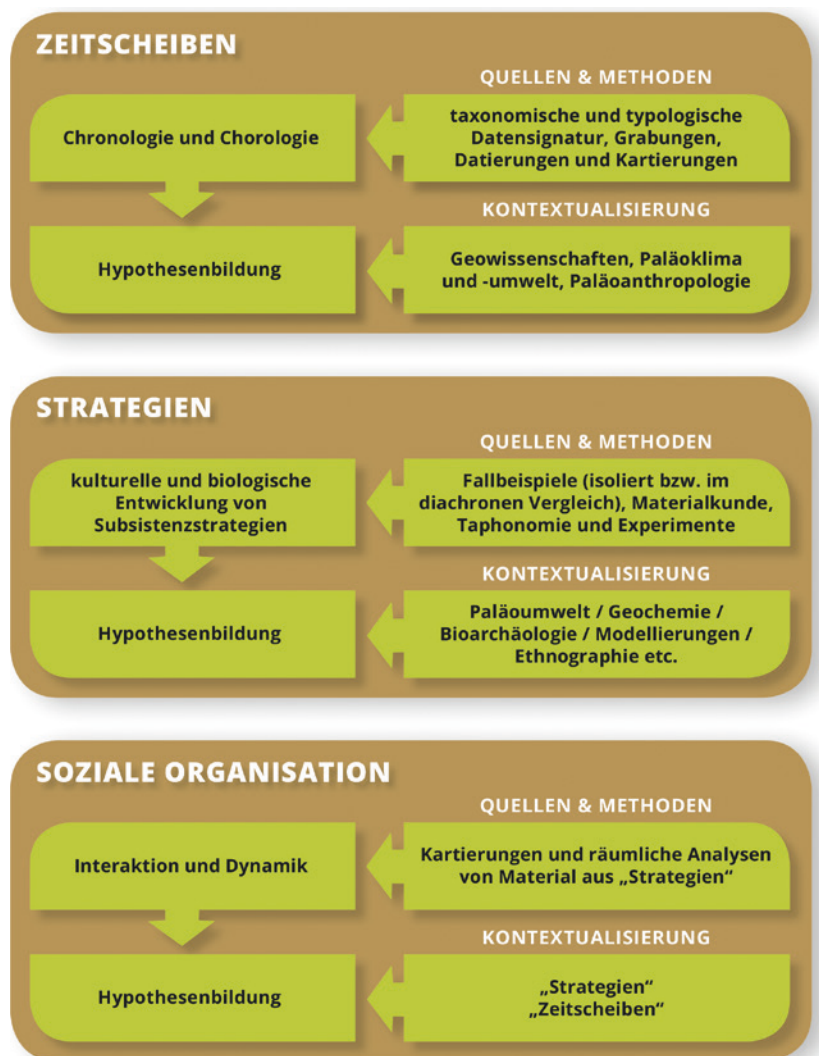 ZEITSCHEIBEN
QUELLEN & METHODEN
Chronologie und Chorologie
taxonomische und typologische
Datensignatur, Grabungen,
Datierungen und Kartierungen
KONTEXTUALISIERUNG
Hypothesenbildung
Geowissenschaften, Paläoklima
und -umwelt, Paläoanthropologie
STRATEGIEN
QUELLEN & METHODEN
kulturelle und biologische
Entwicklung von
Subsistenzstrategien
Fallbeispiele (isoliert bzw. im
diachronen Vergleich), Materialkunde,
Taphonomie und Experimente
KONTEXTUALISIERUNG
Hypothesenbildung
Paläoumwelt / Geochemie /
Bioarchäologie / Modellierungen /
Ethnographie etc.
SOZIALE ORGANISATION
QUELLEN & METHODEN
Interaktion und Dynamik
Kartierungen und räumliche Analysen
von Material aus „Strategien“
KONTEXTUALISIERUNG
Hypothesenbildung
„Strategien“
„Zeitscheiben“